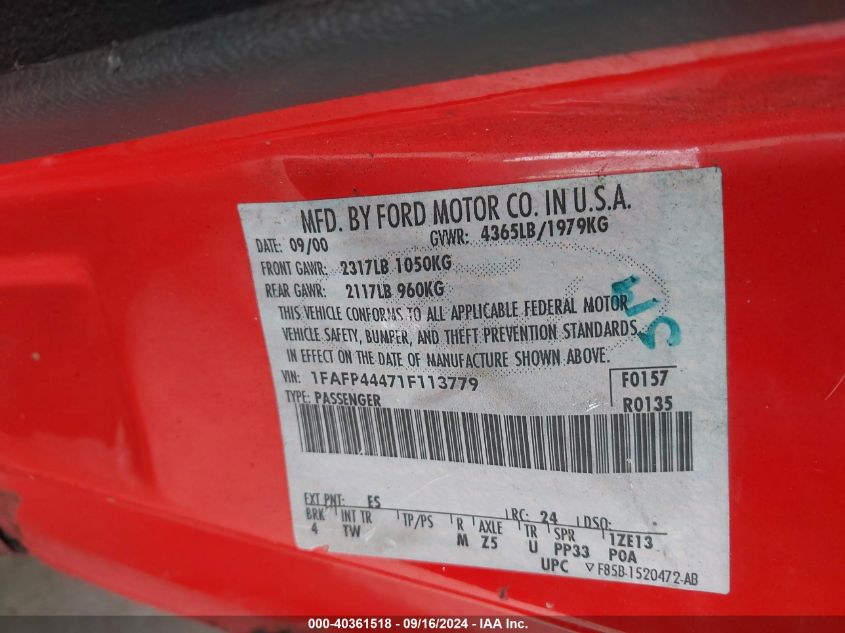 MFD. BY FORD MOTOR CO. IN U.S.A.
DATE: 09/00 GVWR: 4365LB/1979KG
FRONT GAWR: 2317LB 1050KG
REAR GAWR: 2117LB 960KG
THIS VEHICLE CONFORMS TO ALL APPLICABLE FEDERAL MOTOR
VEHICLE SAFETY, BUMPER, AND THEFT PREVENTION STANDARDS
IN EFFECT ON THE DATE OF MANUFACTURE SHOWN ABOVE.
VIN: 1FAFP44471F113779 F0157
TYPE: PASSENGER R0135
EXT PNT: ES RC: 24 DSO:
BRK INT TR TP/PS R AXLE TR SPR 1ZE13
4 TW M Z5 U PP33 POA
UPC ▽F85B-1520472-AB
000-40361518 - 09/16/2024 - IAA Inc.